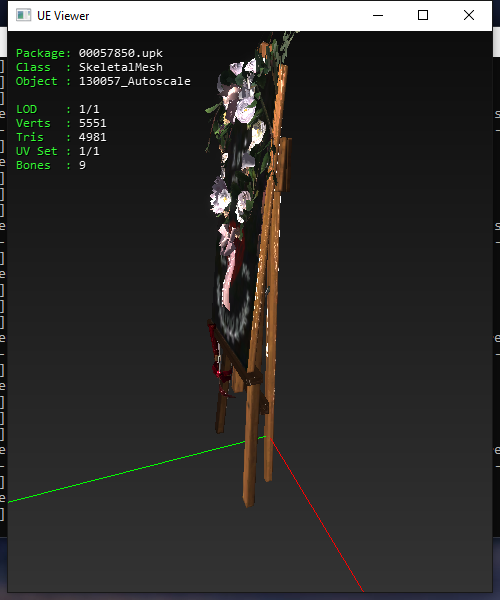 UE Viewer
Package: 00057850.upk
Class : SkeletalMesh
Object : 130057_Autoscale
LOD : 1/1
Verts : 5551
Tris : 4981
UV Set : 1/1
Bones : 9